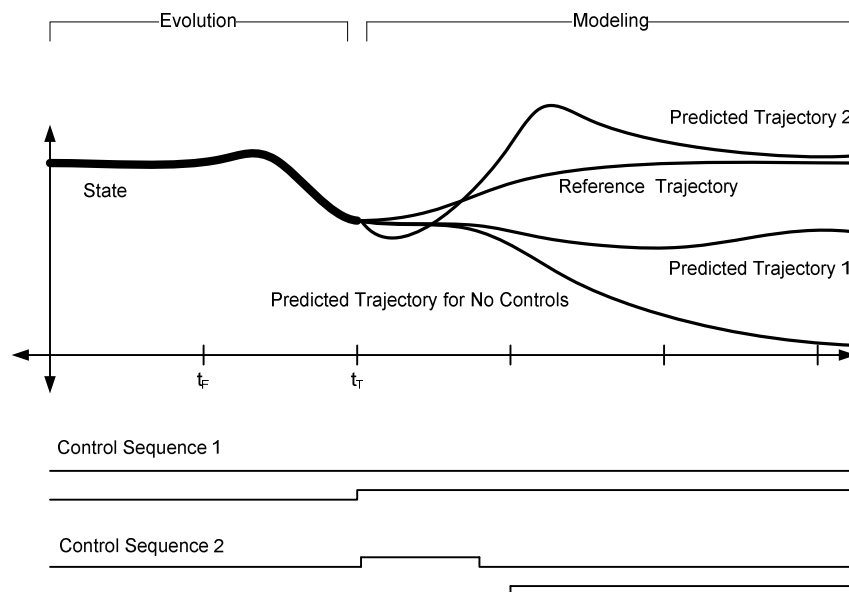 Evolution
Modeling
Predicted Trajectory 2
State
Reference Trajectory
Predicted Trajectory 1
Predicted Trajectory for No Controls
tF
tT
Control Sequence 1
Control Sequence 2